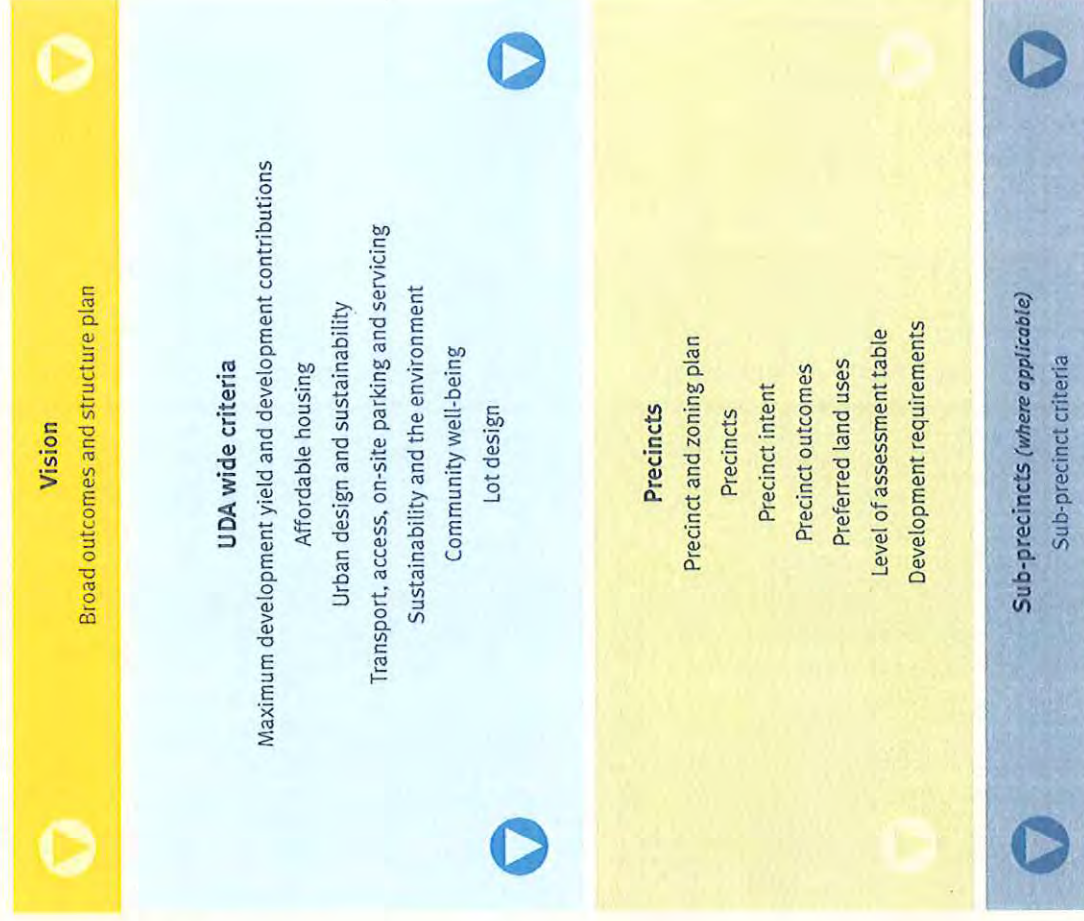 Vision
Broad outcomes and structure plan
UDA wide criteria
Maximum development yield and development contributions
Affordable housing
Urban design and sustainability
Transport, access, on-site parking and servicing
Sustainability and the environment
Community well-being
Lot design
Precincts
Precinct and zoning plan
Precincts
Precinct intent
Precinct outcomes
Preferred land uses
Level of assessment table
Development requirements
Sub-precincts (where applicable)
Sub-precinct criteria